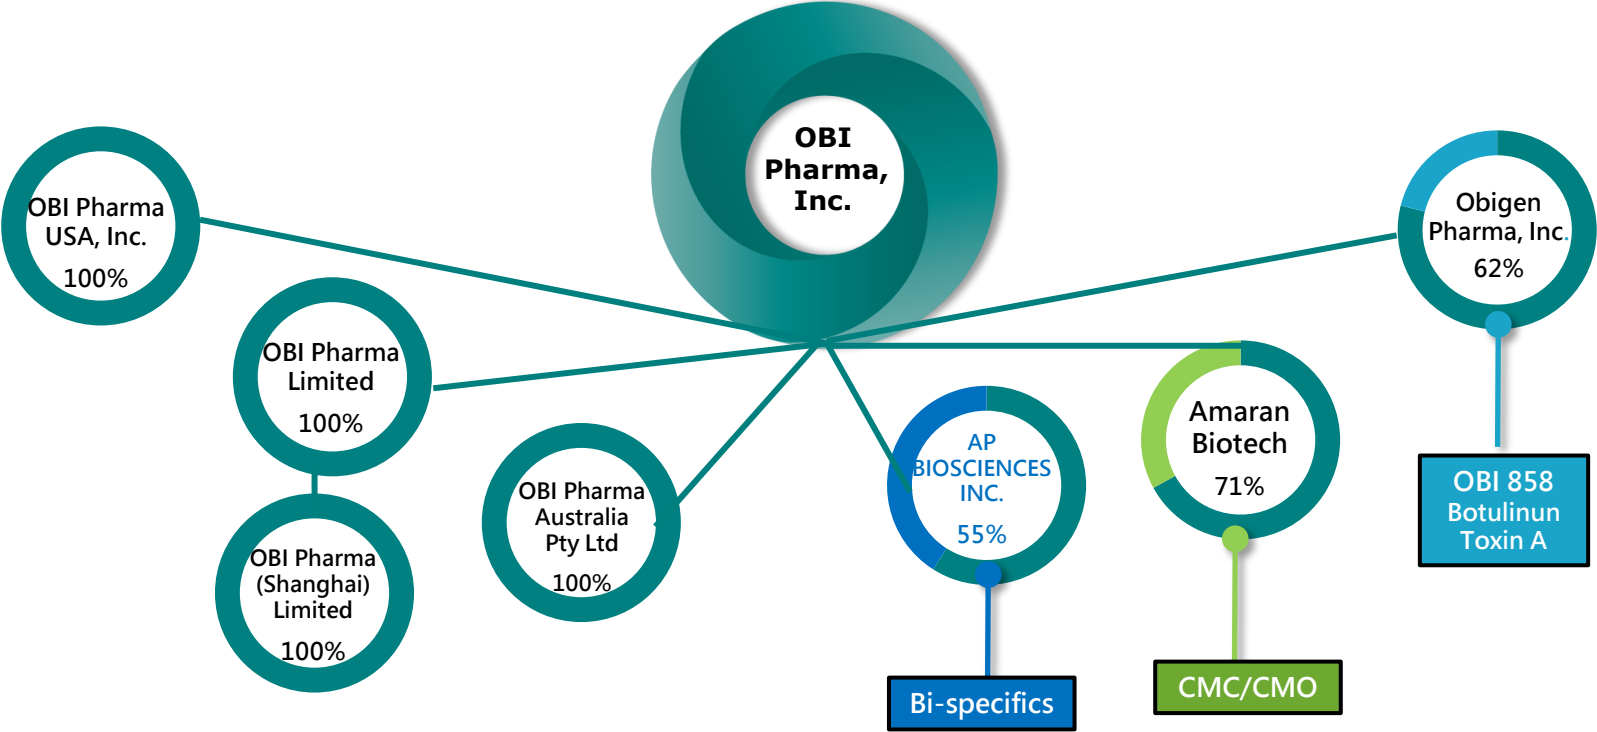 OBI
Pharma,
Inc.
OBI Pharma
USA, Inc.
100%
OBI Pharma
Limited
100%
OBI Pharma
(Shanghai)
Limited
100%
OBI Pharma
Australia
Pty Ltd
100%
AP
BIOSCIENCES
INC.
55%
Bi-specifics
Amaran
Biotech
71%
CMC/CMO
Obigen
Pharma, Inc.
62%
OBI 858
Botulinun
Toxin A